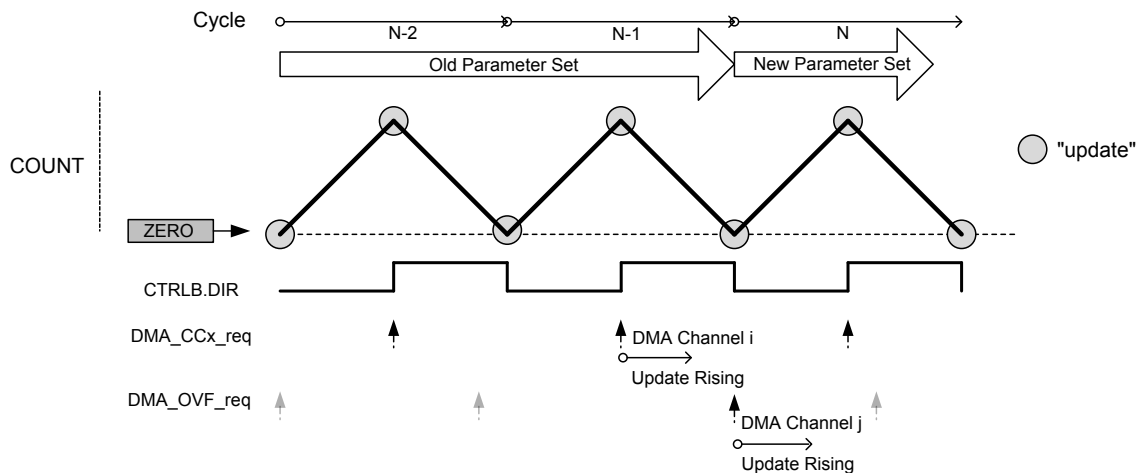 Cycle
N-2
N-1
N
Old Parameter Set
New Parameter Set
COUNT
"update"
ZERO
CTRLB.DIR
DMA_CCx_req
DMA Channel i
Update Rising
DMA_OVF_req
DMA Channel j
Update Rising